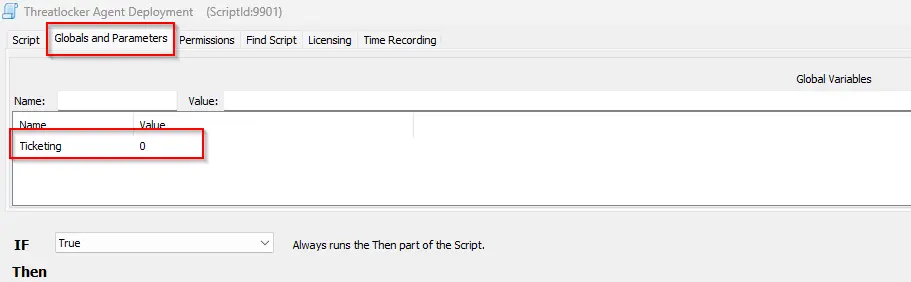 Threatlocker Agent Deployment (ScriptId:9901)
Script Globals and Parameters Permissions Find Script Licensing Time Recording
Global Variables
Name: Value:
Name Value
Ticketing 0
IF True Always runs the Then part of the Script.
Then